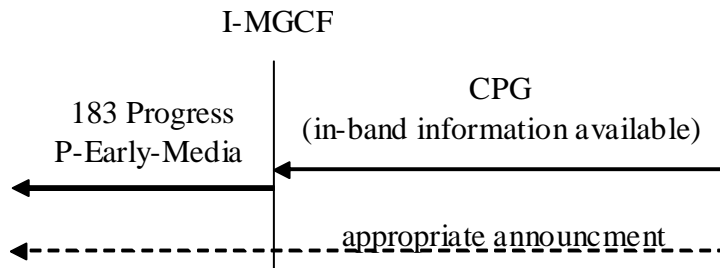 I-MGCF
183 Progress
P-Early-Media
CPG
(in-band information available)
appropriate announcment